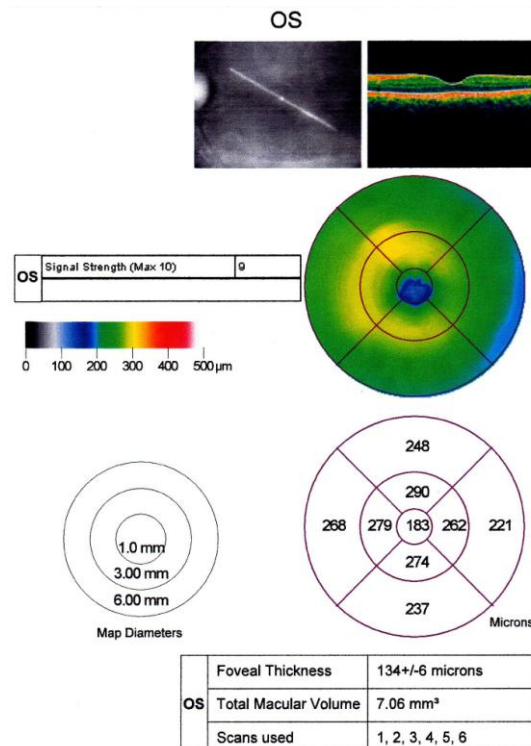 OS
OS
Signal Strength (Max 10) 9
0 100 200 300 400 500 µm
248
290
268 279 183 262 221
274
237
1.0 mm
3.00 mm
6.00 mm
Map Diameters
Microns
OS
Foveal Thickness 134+/-6 microns
Total Macular Volume 7.06 mm³
Scans used 1, 2, 3, 4, 5, 6